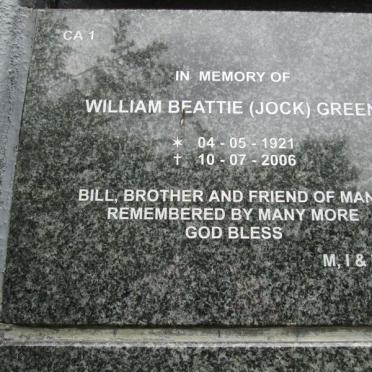 CA 1
IN MEMORY OF
WILLIAM BEATTIE (JOCK) GREEN
✶ 04 - 05 - 1921
† 10 - 07 - 2006
BILL, BROTHER AND FRIEND OF MAN
REMEMBERED BY MANY MORE
GOD BLESS
M, I &